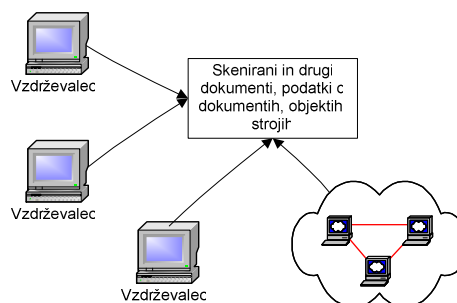 Vzdrževalec
Skenirani in drugi
dokumenti, podatki o
dokumentih, objektih
strojih
Vzdrževalec
Vzdrževalec